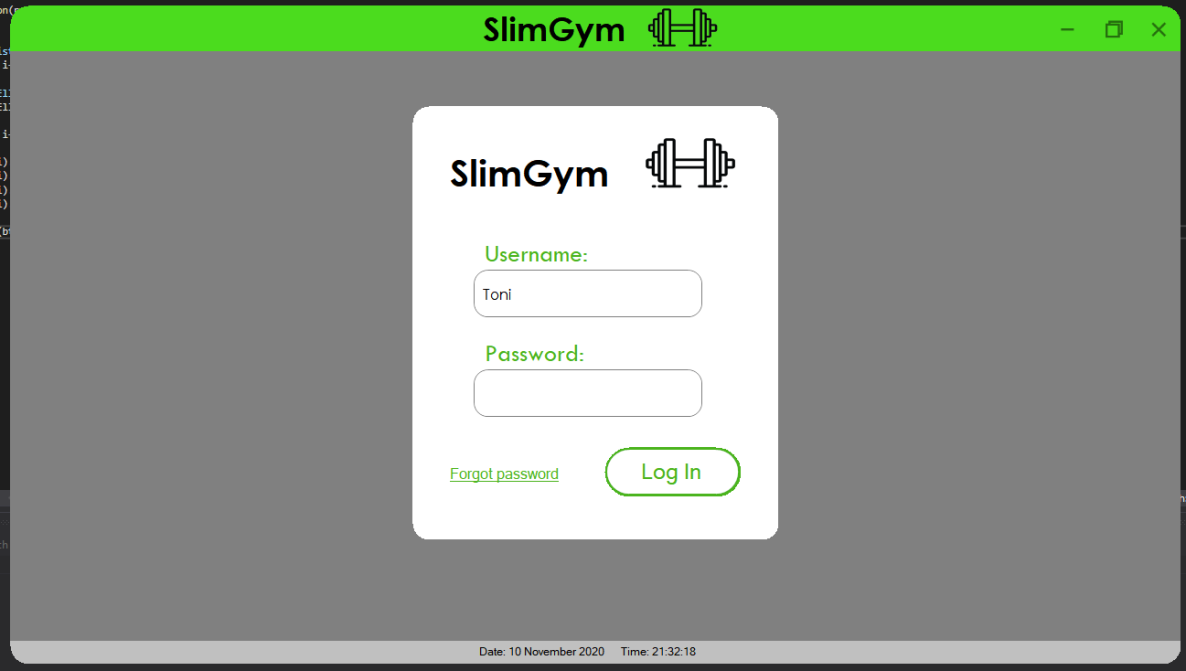 SlimGym
SlimGym
Username:
Toni
Password:
Forgot password
Log In
Date: 10 November 2020 Time: 21:32:18